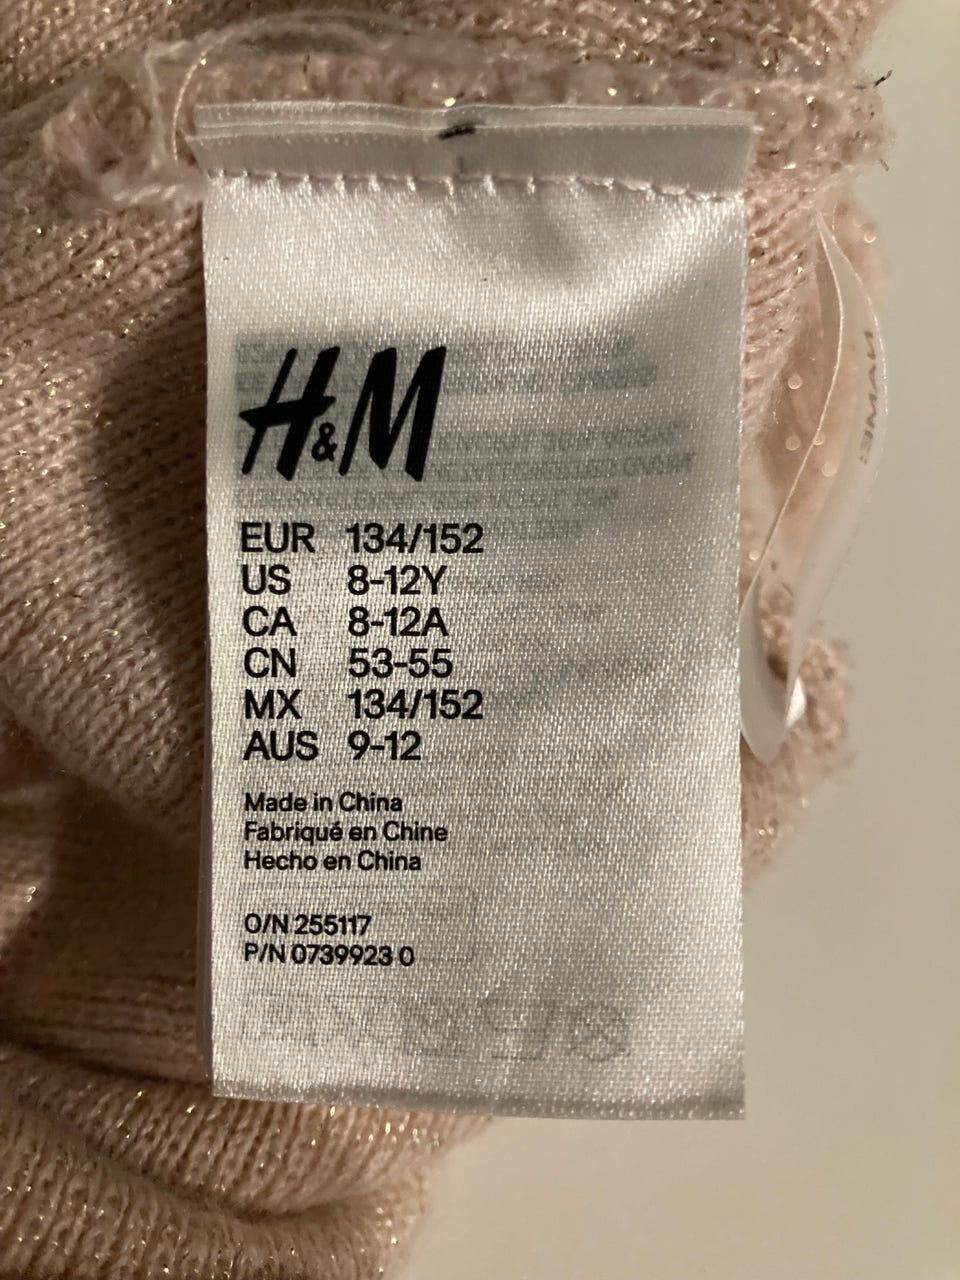 H&M
EUR 134/152
US 8-12Y
CA 8-12A
CN 53-55
MX 134/152
AUS 9-12
Made in China
Fabriqué en Chine
Hecho en China
O/N 255117
P/N 0739923 0
NAME: